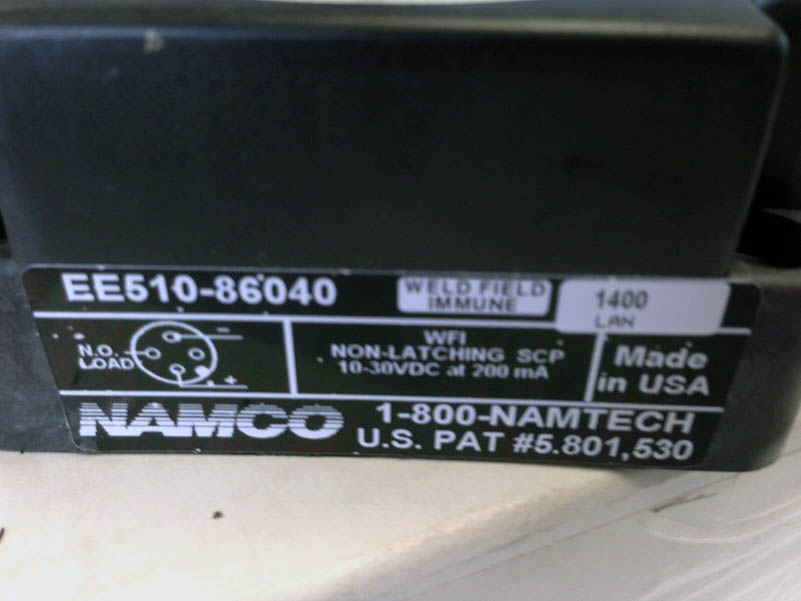 EE510-86040
WELD FIELD
IMMUNE
1400
LAN
N.O.
LOAD
-
+
WFI
NON-LATCHING SCP
10-30VDC at 200 mA
Made
in USA
NAMCO
1-800-NAMTECH
U.S. PAT #5.801,530